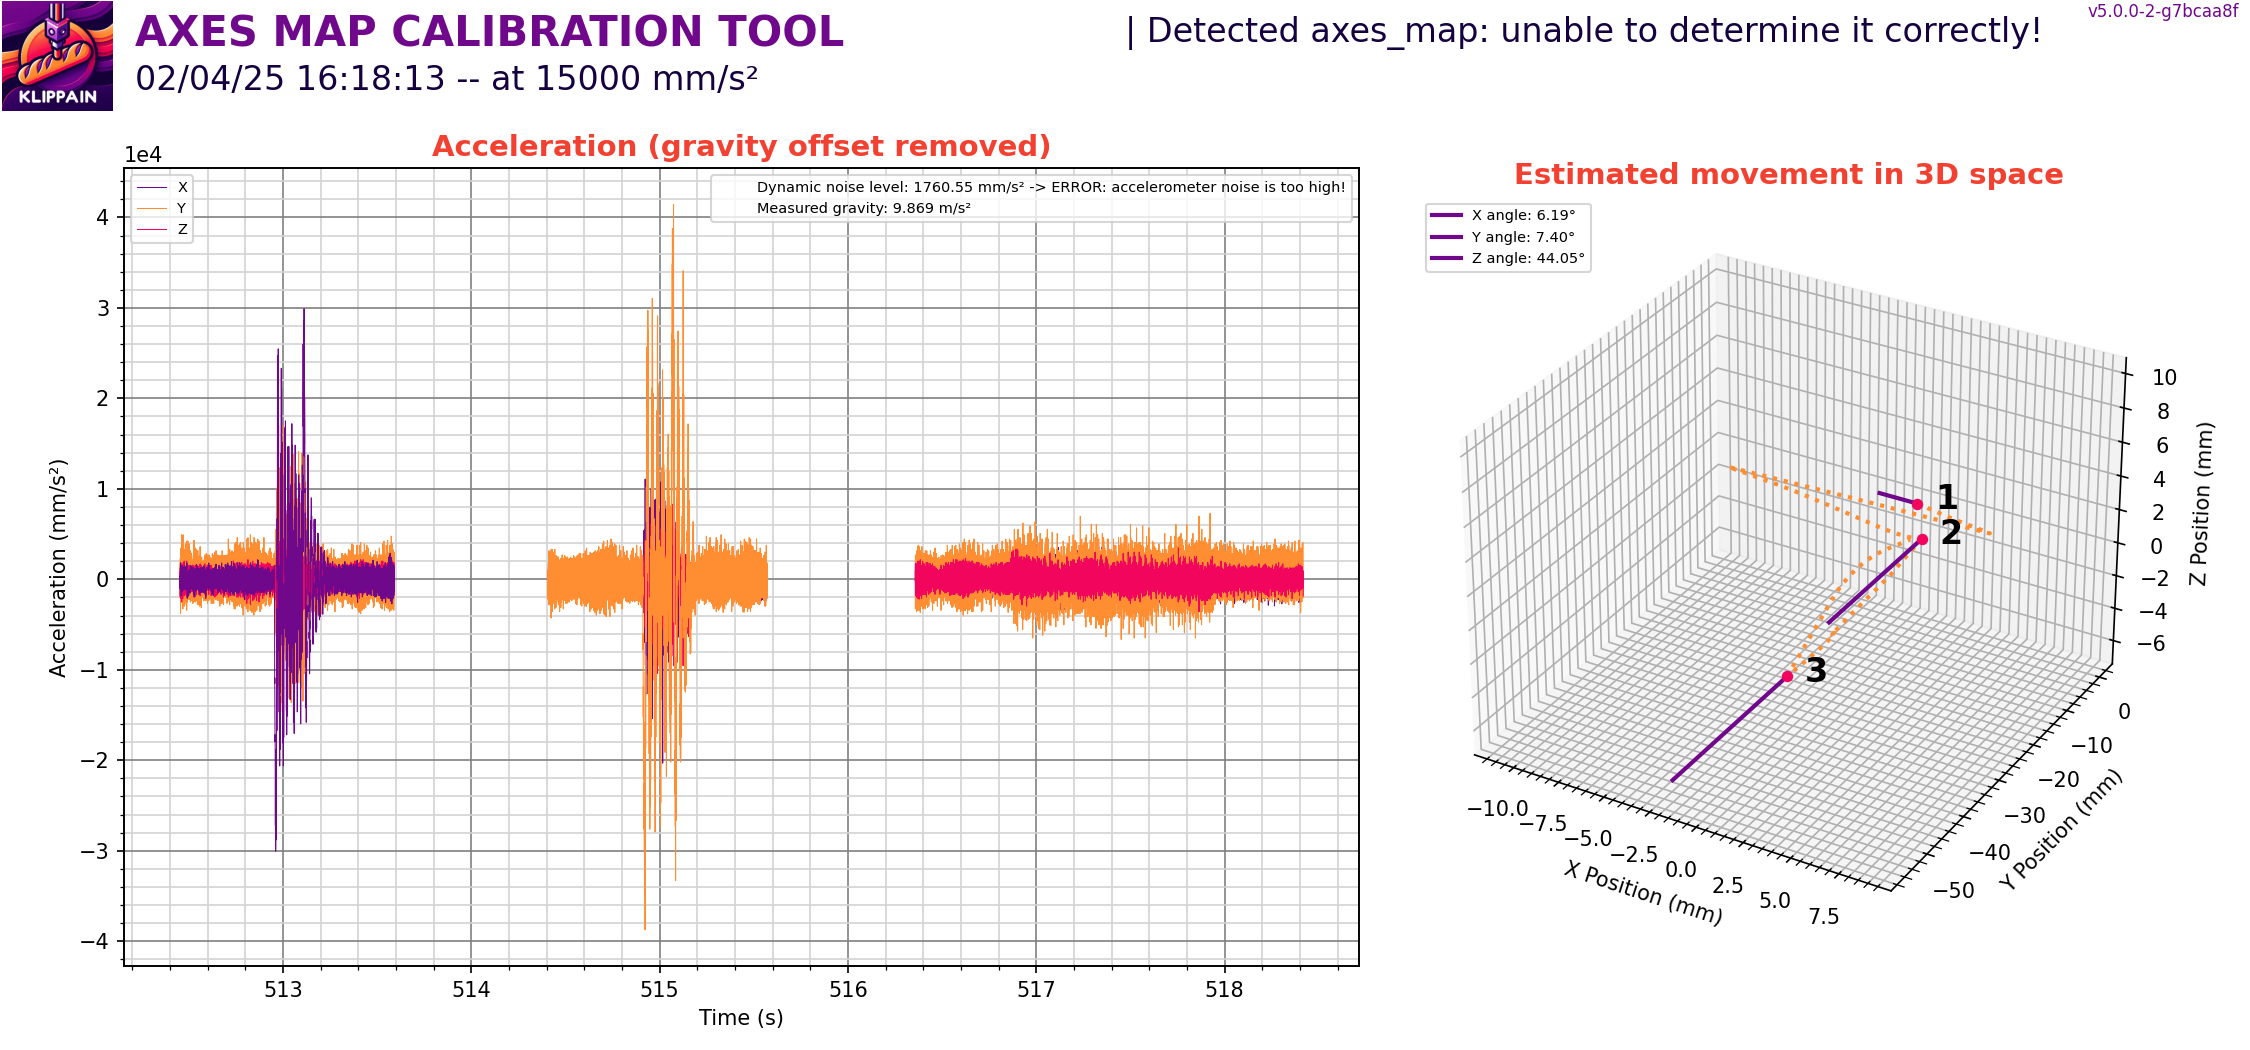 KLIPPAIN
AXES MAP CALIBRATION TOOL
02/04/25 16:18:13 -- at 15000 mm/s²
| Detected axes_map: unable to determine it correctly!
v5.0.0-2-g7bcaa8f
Acceleration (gravity offset removed)
1e4
X
Y
Z
Dynamic noise level: 1760.55 mm/s² -> ERROR: accelerometer noise is too high!
Measured gravity: 9.869 m/s²
Acceleration (mm/s²)
4
3
2
1
0
−1
−2
−3
−4
513
514
515
516
517
518
Time (s)
Estimated movement in 3D space
X angle: 6.19°
Y angle: 7.40°
Z angle: 44.05°
1
2
3
10
8
6
4
2
0
−2
−4
−6
Z Position (mm)
0
−10
−20
−30
−40
−50
Y Position (mm)
−10.0
−7.5
−5.0
−2.5
0.0
2.5
5.0
7.5
X Position (mm)